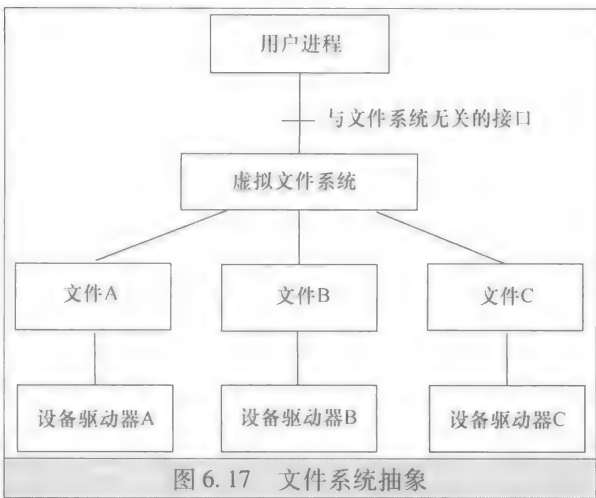 用户进程
与文件系统无关的接口
虚拟文件系统
文件A
文件B
文件C
设备驱动器A
设备驱动器B
设备驱动器C
图 6.17 文件系统抽象